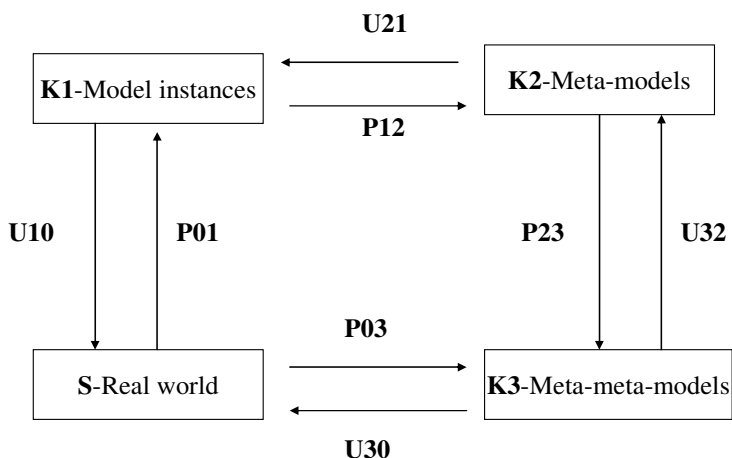 U21
K1-Model instances
K2-Meta-models
P12
U10
P01
P23
U32
P03
S-Real world
K3-Meta-meta-models
U30